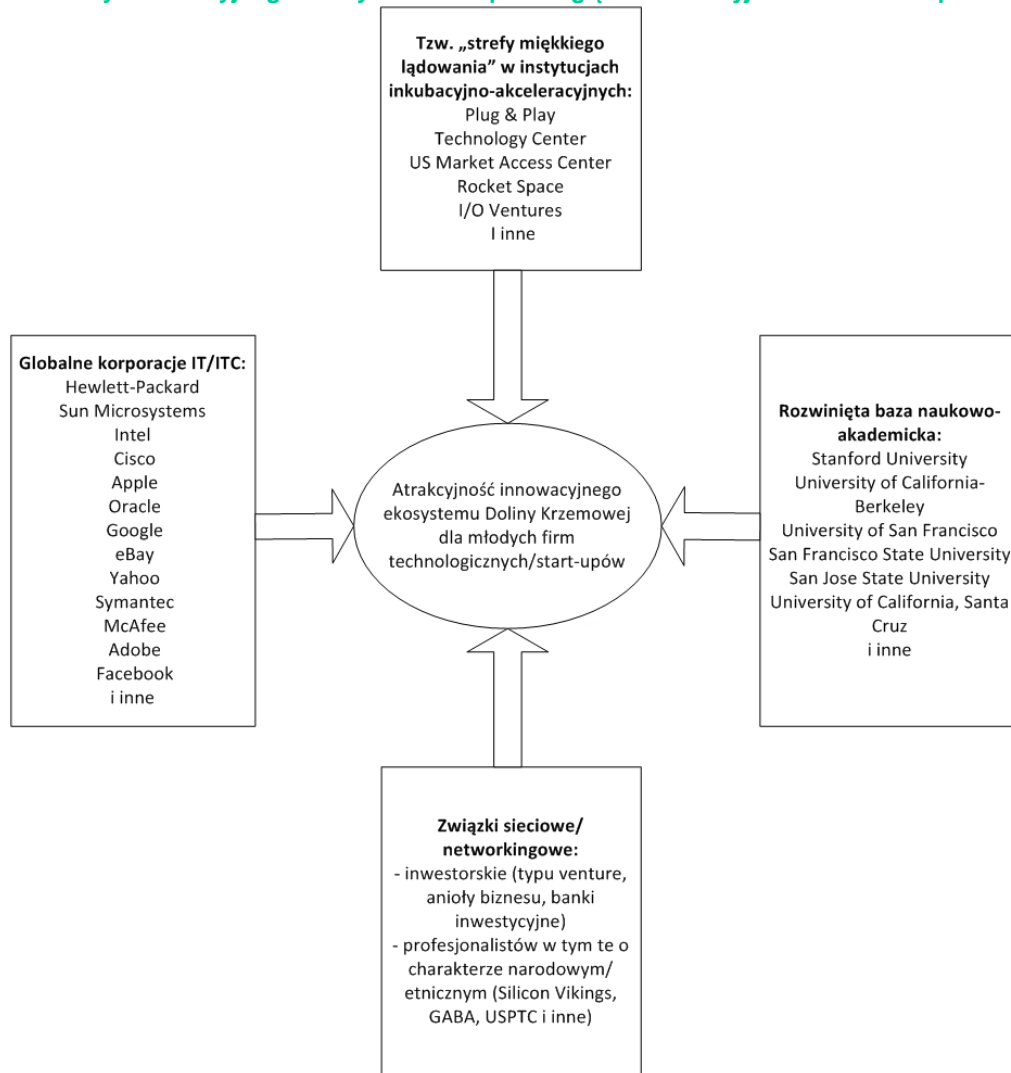 Tzw. „strefy miękkiego
lądowania” w instytucjach
inkubacyjno-akceleracyjnych:
Plug & Play
Technology Center
US Market Access Center
Rocket Space
I/O Ventures
I inne
Globalne korporacje IT/ITC:
Hewlett-Packard
Sun Microsystems
Intel
Cisco
Apple
Oracle
Google
eBay
Yahoo
Symantec
McAfee
Adobe
Facebook
i inne
Atrakcyjność innowacyjnego
ekosystemu Doliny Krzemowej
dla młodych firm
technologicznych/start-upów
Rozwinięta baza naukowo-
akademicka:
Stanford University
University of California-
Berkeley
University of San Francisco
San Francisco State University
San Jose State University
University of California, Santa
Cruz
i inne
Związki sieciowe/
networkingowe:
- inwestorskie (typu venture,
anioły biznesu, banki
inwestycyjne)
- profesjonalistów w tym te o
charakterze narodowym/
etnicznym (Silicon Vikings,
GABA, USPTC i inne)